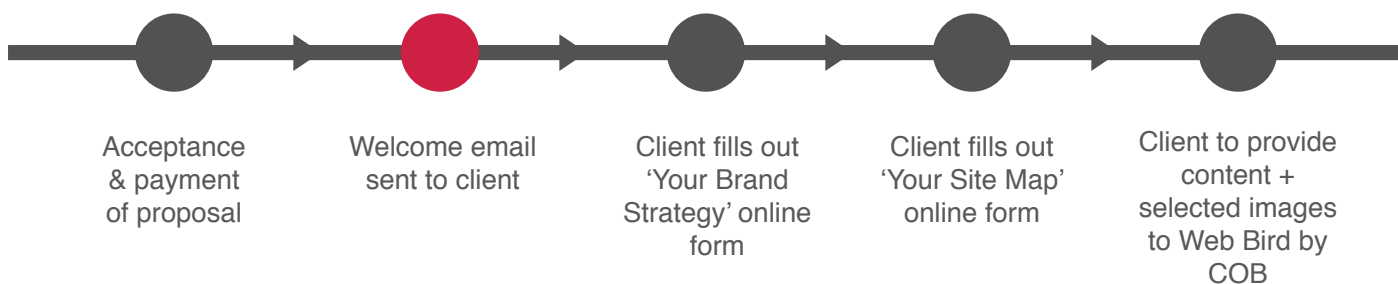 Acceptance
& payment
of proposal
Welcome email
sent to client
Client fills out
‘Your Brand
Strategy’ online
form
Client fills out
‘Your Site Map’
online form
Client to provide
content +
selected images
to Web Bird by
COB